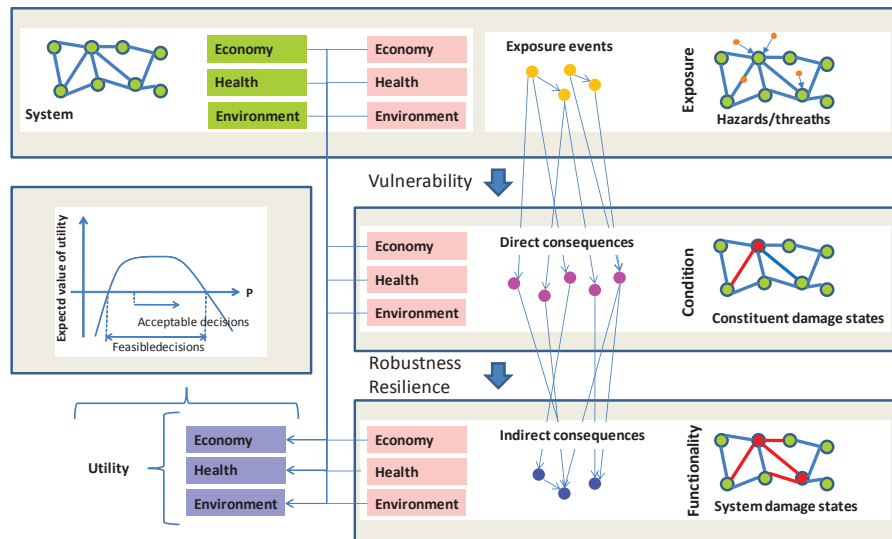 System
Economy
Health
Environment
Economy
Health
Environment
Exposure events
Exposure
Hazards/threaths
Vulnerability
Expectd value of utility
P
Acceptable decisions
Feasibledecisions
Economy
Health
Environment
Direct consequences
Condition
Constituent damage states
Robustness
Resilience
Utility
Economy
Health
Environment
Economy
Health
Environment
Indirect consequences
Functionality
System damage states